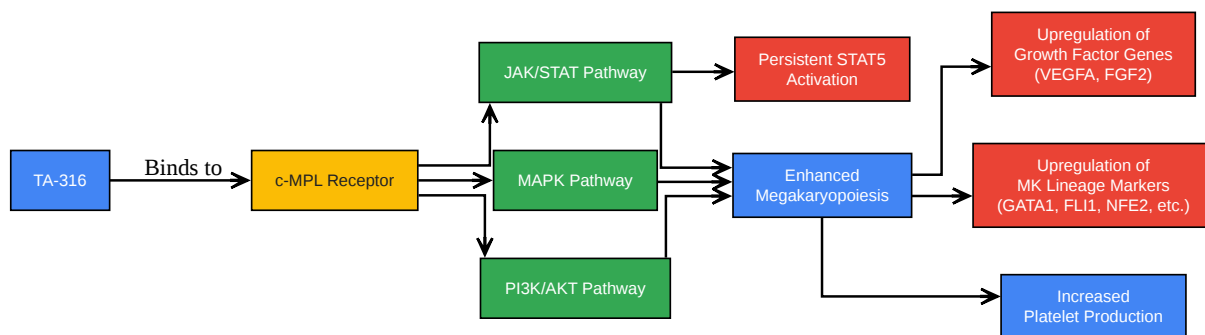 TA-316
Binds to
c-MPL Receptor
JAK/STAT Pathway
MAPK Pathway
PI3K/AKT Pathway
Persistent STAT5
Activation
Enhanced
Megakaryopoiesis
Upregulation of
Growth Factor Genes
(VEGFA, FGF2)
Upregulation of
MK Lineage Markers
(GATA1, FLI1, NFE2, etc.)
Increased
Platelet Production